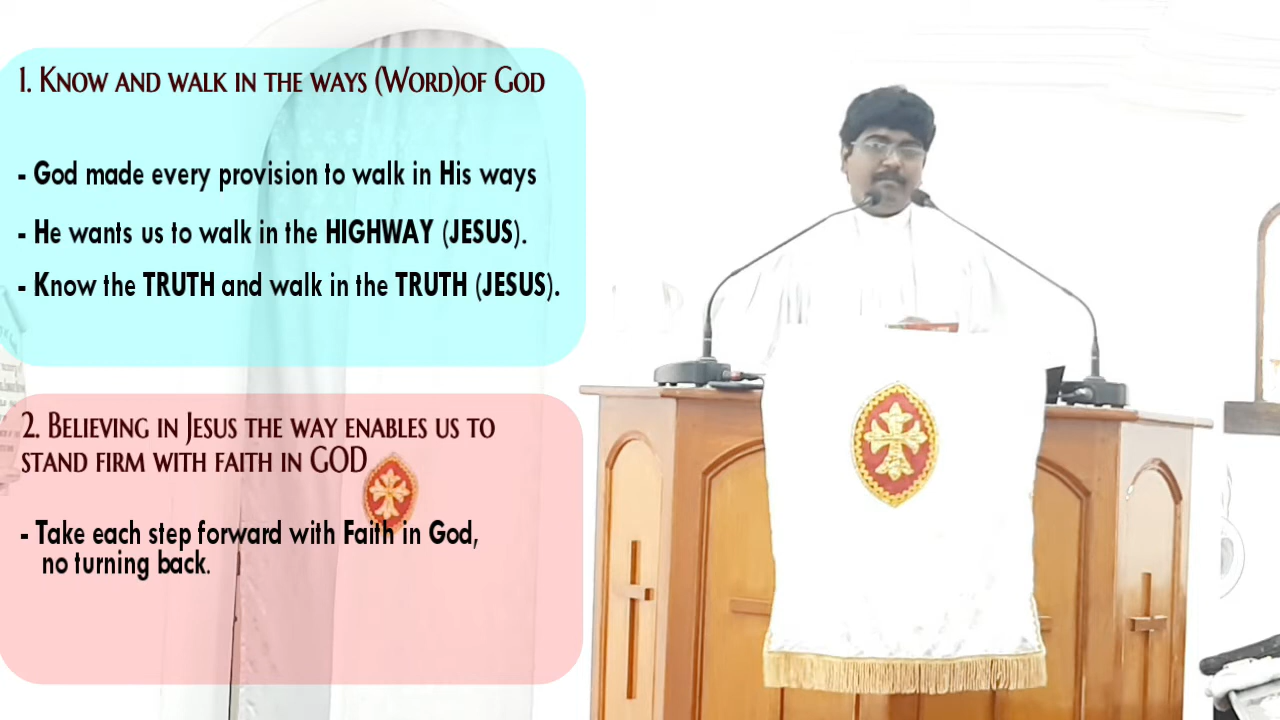 1. Know and walk in the ways (Word)of God
- God made every provision to walk in His ways
- He wants us to walk in the HIGHWAY (JESUS).
- Know the TRUTH and walk in the TRUTH (JESUS).
2. Believing in Jesus the way enables us to
stand firm with faith in GOD
- Take each step forward with Faith in God,
no turning back.